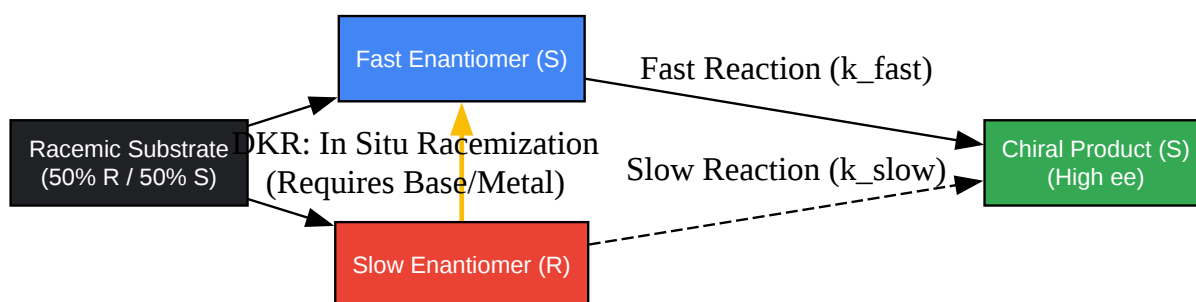 Fast Enantiomer (S)
Fast Reaction (k_fast)
Racemic Substrate
(50% R / 50% S)
DKR: In Situ Racemization
(Requires Base/Metal)
Slow Reaction (k_slow)
Chiral Product (S)
(High ee)
Slow Enantiomer (R)